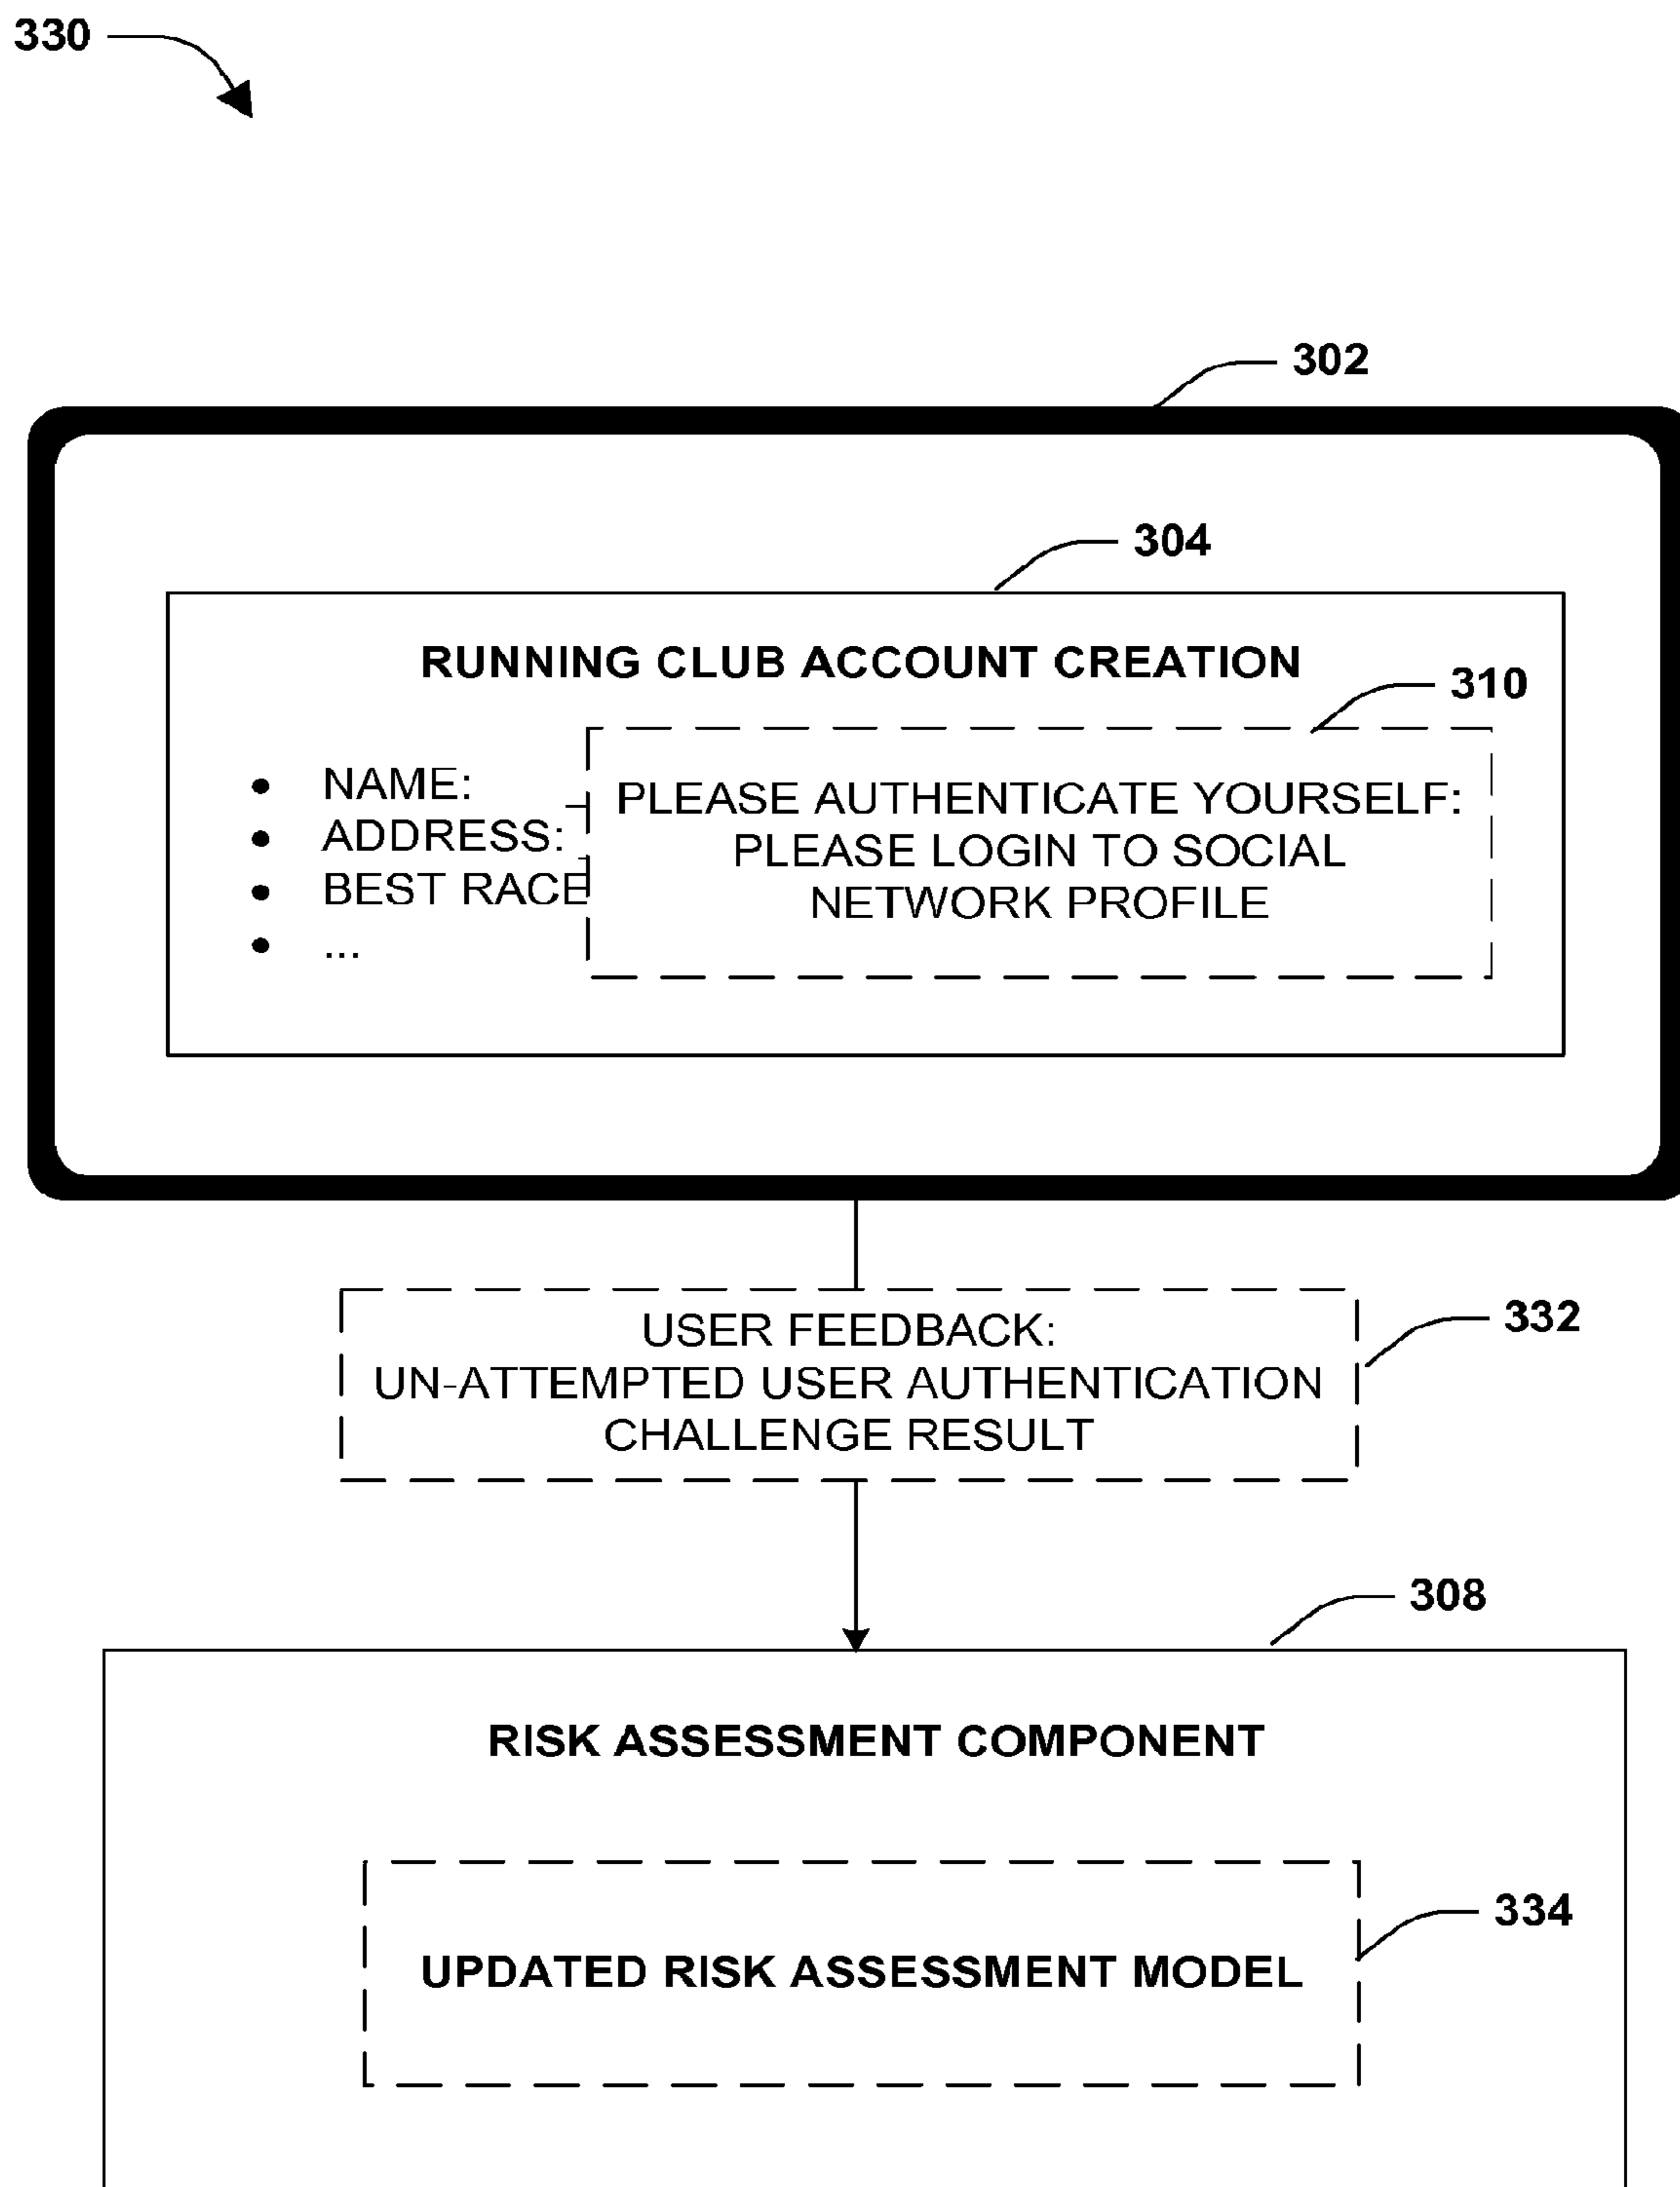 330
302
304
RUNNING CLUB ACCOUNT CREATION
310
• NAME:
• ADDRESS:
• BEST RACE
• ...
PLEASE AUTHENTICATE YOURSELF:
PLEASE LOGIN TO SOCIAL
NETWORK PROFILE
USER FEEDBACK:
UN-ATTEMPTED USER AUTHENTICATION
CHALLENGE RESULT
332
308
RISK ASSESSMENT COMPONENT
334
UPDATED RISK ASSESSMENT MODEL